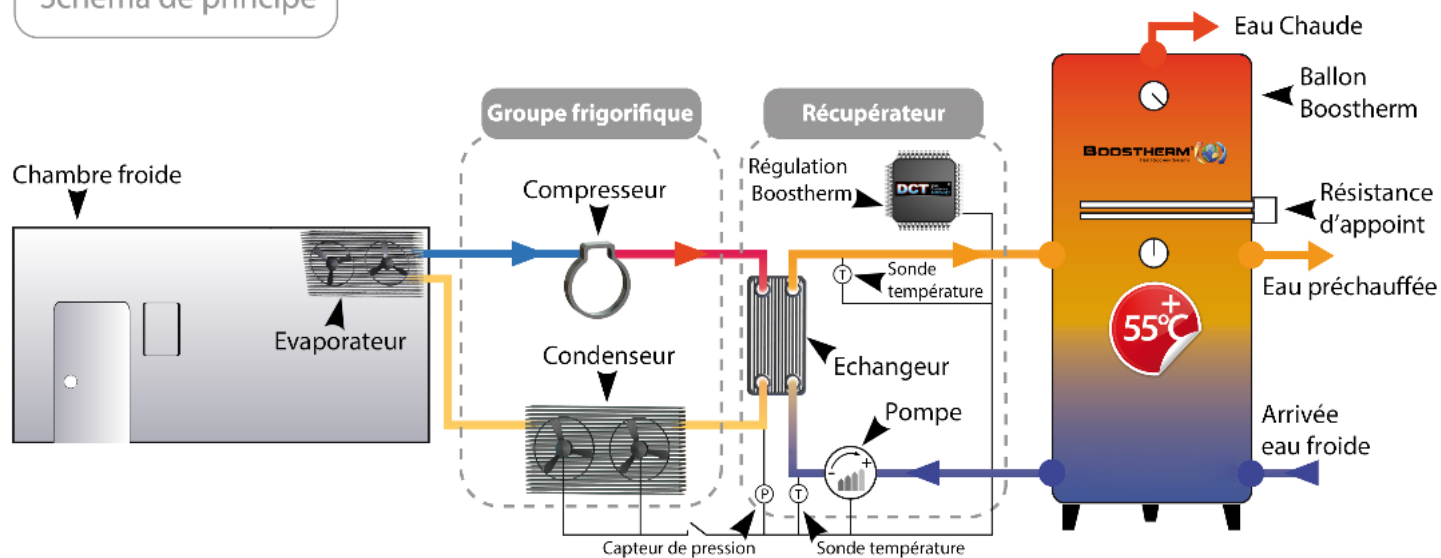 Schéma de principe
Eau Chaude
Ballon
Boostherm
Groupe frigorifique
Récupérateur
BOOSTHERM
Chambre froide
Compresseur
Régulation
Boostherm
DCT
Résistance
d'appoint
Sonde
température
T
Eau préchauffée
Evaporateur
55°C+
Condenseur
Echangeur
Pompe
Arrivée
eau froide
- +
P
T
Capteur de pression
Sonde température